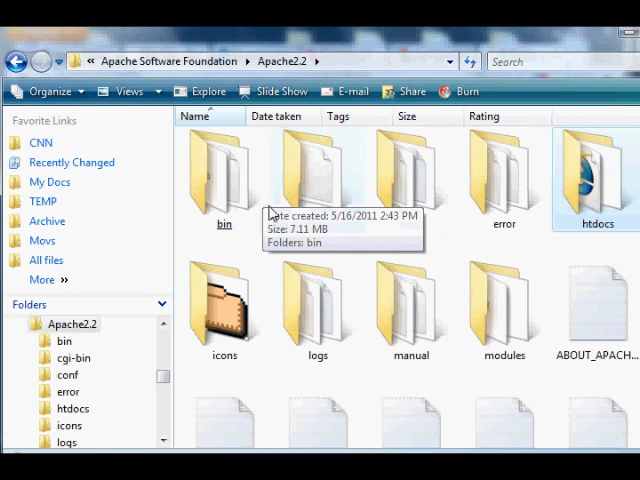 « Apache Software Foundation › Apache2.2 ›
Search
Organize Views Explore Slide Show E-mail Share Burn
Favorite Links
CNN
Recently Changed
My Docs
TEMP
Archive
Movs
All files
More »
Folders
Apache2.2
bin
cgi-bin
conf
error
htdocs
icons
logs
Name Date taken Tags Size Rating
bin
error
htdocs
created: 5/16/2011 2:43 PM
Size: 7.11 MB
Folders: bin
icons
logs
manual
modules
ABOUT_APACH...